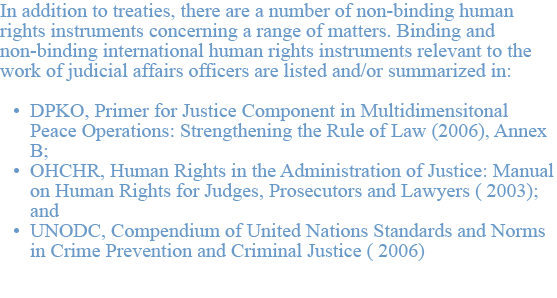 In addition to treaties, there are a number of non-binding human
rights instruments concerning a range of matters. Binding and
non-binding international human rights instruments relevant to the
work of judicial affairs officers are listed and/or summarized in:
• DPKO, Primer for Justice Component in Multidimensitonal
Peace Operations: Strengthening the Rule of Law (2006), Annex
B;
• OHCHR, Human Rights in the Administration of Justice: Manual
on Human Rights for Judges, Prosecutors and Lawyers ( 2003);
and
• UNODC, Compendium of United Nations Standards and Norms
in Crime Prevention and Criminal Justice ( 2006)